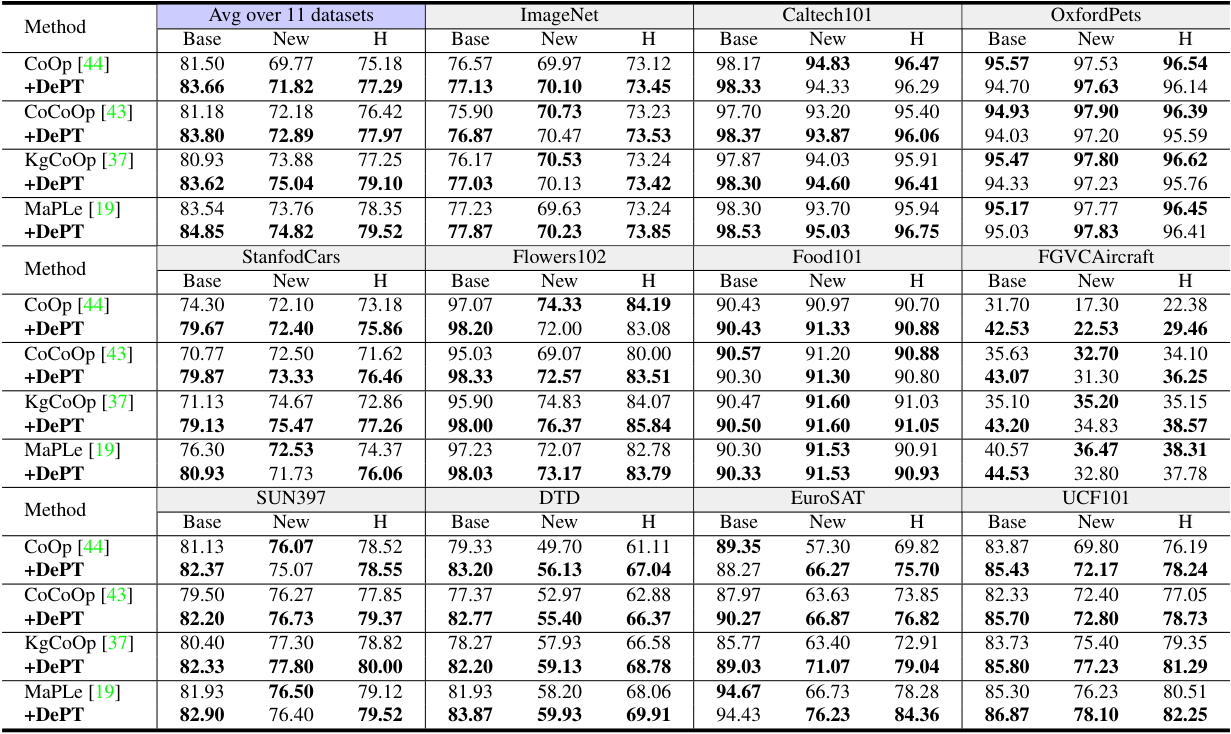 Method Avg over 11 datasets ImageNet Caltech101 OxfordPets
Base New H Base New H Base New H Base New H
CoOp [44] 81.50 69.77 75.18 76.57 69.97 73.12 98.17 94.83 96.47 95.57 97.53 96.54
+DePT 83.66 71.82 77.29 77.13 70.10 73.45 98.33 94.33 96.29 94.70 97.63 96.14
CoCoOp [43] 81.18 72.18 76.42 75.90 70.73 73.23 97.70 93.20 95.40 94.93 97.90 96.39
+DePT 83.80 72.89 77.97 76.87 70.47 73.53 98.37 93.87 96.06 94.03 97.20 95.59
KgCoOp [37] 80.93 73.88 77.25 76.17 70.53 73.24 97.87 94.03 95.91 95.47 97.80 96.62
+DePT 83.62 75.04 79.10 77.03 70.13 73.42 98.30 94.60 96.41 94.33 97.23 95.76
MaPLe [19] 83.54 73.76 78.35 77.23 69.63 73.24 98.30 93.70 95.94 95.17 97.77 96.45
+DePT 84.85 74.82 79.52 77.87 70.23 73.85 98.53 95.03 96.75 95.03 97.83 96.41
Method StanfodCars Flowers102 Food101 FGVCAircraft
Base New H Base New H Base New H Base New H
CoOp [44] 74.30 72.10 73.18 97.07 74.33 84.19 90.43 90.97 90.70 31.70 17.30 22.38
+DePT 79.67 72.40 75.86 98.20 72.00 83.08 90.43 91.33 90.88 42.53 22.53 29.46
CoCoOp [43] 70.77 72.50 71.62 95.03 69.07 80.00 90.57 91.20 90.88 35.63 32.70 34.10
+DePT 79.87 73.33 76.46 98.33 72.57 83.51 90.30 91.30 90.80 43.07 31.30 36.25
KgCoOp [37] 71.13 74.67 72.86 95.90 74.83 84.07 90.47 91.60 91.03 35.10 35.20 35.15
+DePT 79.13 75.47 77.26 98.00 76.37 85.84 90.50 91.60 91.05 43.20 34.83 38.57
MaPLe [19] 76.30 72.53 74.37 97.23 72.07 82.78 90.30 91.53 90.91 40.57 36.47 38.31
+DePT 80.93 71.73 76.06 98.03 73.17 83.79 90.33 91.53 90.93 44.53 32.80 37.78
Method SUN397 DTD EuroSAT UCF101
Base New H Base New H Base New H Base New H
CoOp [44] 81.13 76.07 78.52 79.33 49.70 61.11 89.35 57.30 69.82 83.87 69.80 76.19
+DePT 82.37 75.07 78.55 83.20 56.13 67.04 88.27 66.27 75.70 85.43 72.17 78.24
CoCoOp [43] 79.50 76.27 77.85 77.37 52.97 62.88 87.97 63.63 73.85 82.33 72.40 77.05
+DePT 82.20 76.73 79.37 82.77 55.40 66.37 90.27 66.87 76.82 85.70 72.80 78.73
KgCoOp [37] 80.40 77.30 78.82 78.27 57.93 66.58 85.77 63.40 72.91 83.73 75.40 79.35
+DePT 82.33 77.80 80.00 82.20 59.13 68.78 89.03 71.07 79.04 85.80 77.23 81.29
MaPLe [19] 81.93 76.50 79.12 81.93 58.20 68.06 94.67 66.73 78.28 85.30 76.23 80.51
+DePT 82.90 76.40 79.52 83.87 59.93 69.91 94.43 76.23 84.36 86.87 78.10 82.25